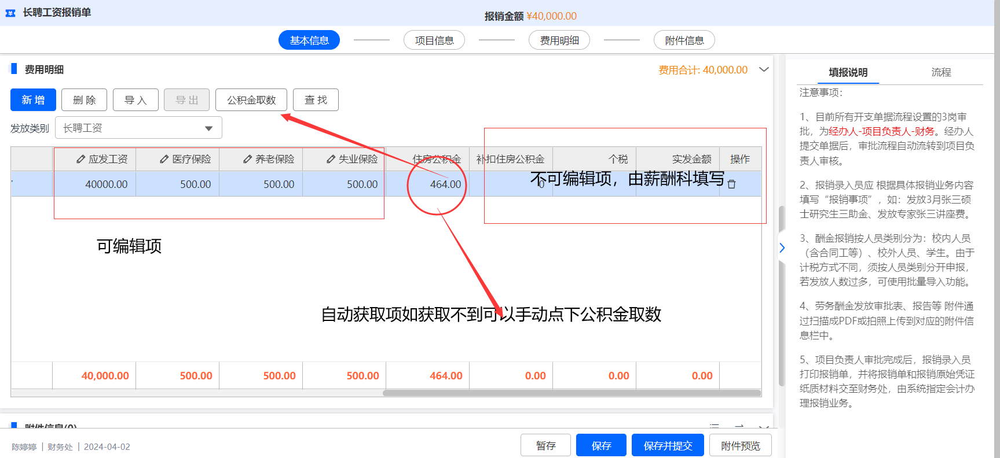 长聘工资报销单
报销金额 ¥40,000.00
基本信息 项目信息 费用明细 附件信息
费用明细
费用合计: 40,000.00
新 增 删 除 导 入 导 出 公积金取数 查 找
发放类别 长聘工资
应发工资 医疗保险 养老保险 失业保险 住房公积金 补扣住房公积金 个税 实发金额 操作
40000.00 500.00 500.00 500.00 464.00 0
不可编辑项，由薪酬科填写
可编辑项
自动获取项如获取不到可以手动点下公积金取数
40,000.00 500.00 500.00 500.00 464.00 0.00 0.00 0.00
附件信息(0)
陈婷婷 | 财务处 | 2024-04-02
暂存 保存 保存并提交 附件预览
填报说明 流程
注意事项：
1、目前所有开支单据流程设置的3岗审
批，为经办人-项目负责人-财务。经办人
提交单据后，审批流程自动流转到项目负
责人审核。
2、报销录入员应 根据具体报销业务内容
填写“报销事项”，如：发放3月张三硕
士研究生三助金、发放专家张三讲座费。
3、酬金报销按人员类别分为：校内人员
（含合同工等）、校外人员、学生。由于
计税方式不同，须按人员类别分开申报，
若发放人数过多，可使用批量导入功能。
4、劳务酬金发放审批表、报告等 附件通
过扫描成PDF或拍照上传到对应的附件信
息栏中。
5、项目负责人审批完成后，报销录入员
打印报销单，并将报销单和报销原始凭证
纸质材料交至财务处，由系统指定会计办
理报销业务。